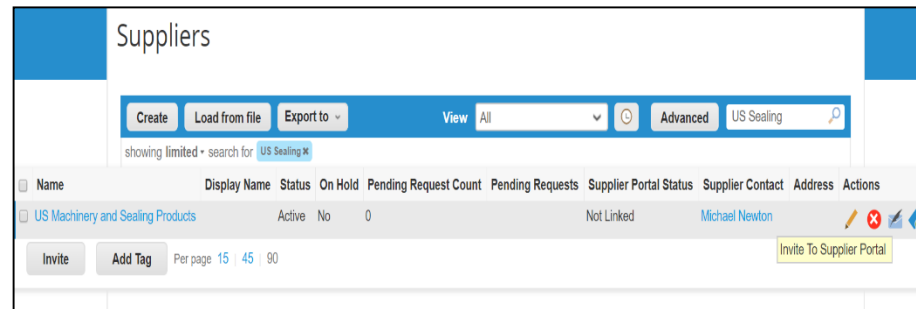 Suppliers
Create Load from file Export to View All Advanced US Sealing
showing limited search for US Sealing x
Name Display Name Status On Hold Pending Request Count Pending Requests Supplier Portal Status Supplier Contact Address Actions
US Machinery and Sealing Products Active No 0 Not Linked Michael Newton
Invite To Supplier Portal
Invite Add Tag Per page 15 | 45 | 90